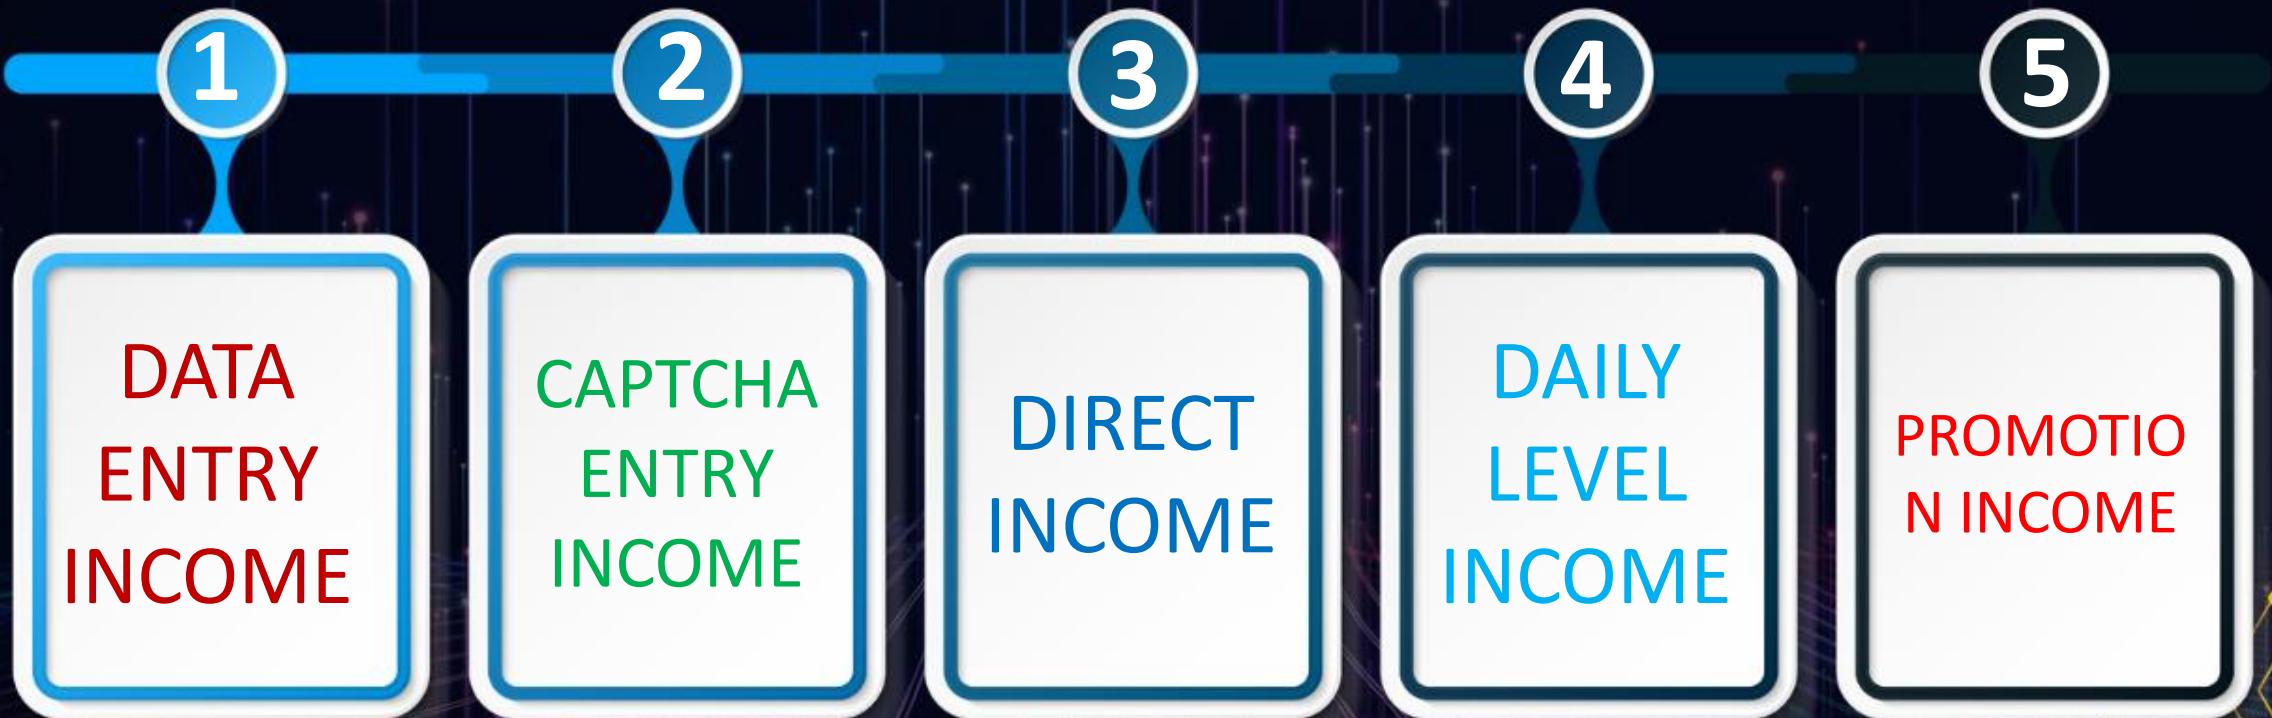 1
2
3
4
5
DATA
ENTRY
INCOME
CAPTCHA
ENTRY
INCOME
DIRECT
INCOME
DAILY
LEVEL
INCOME
PROMOTIO
N INCOME